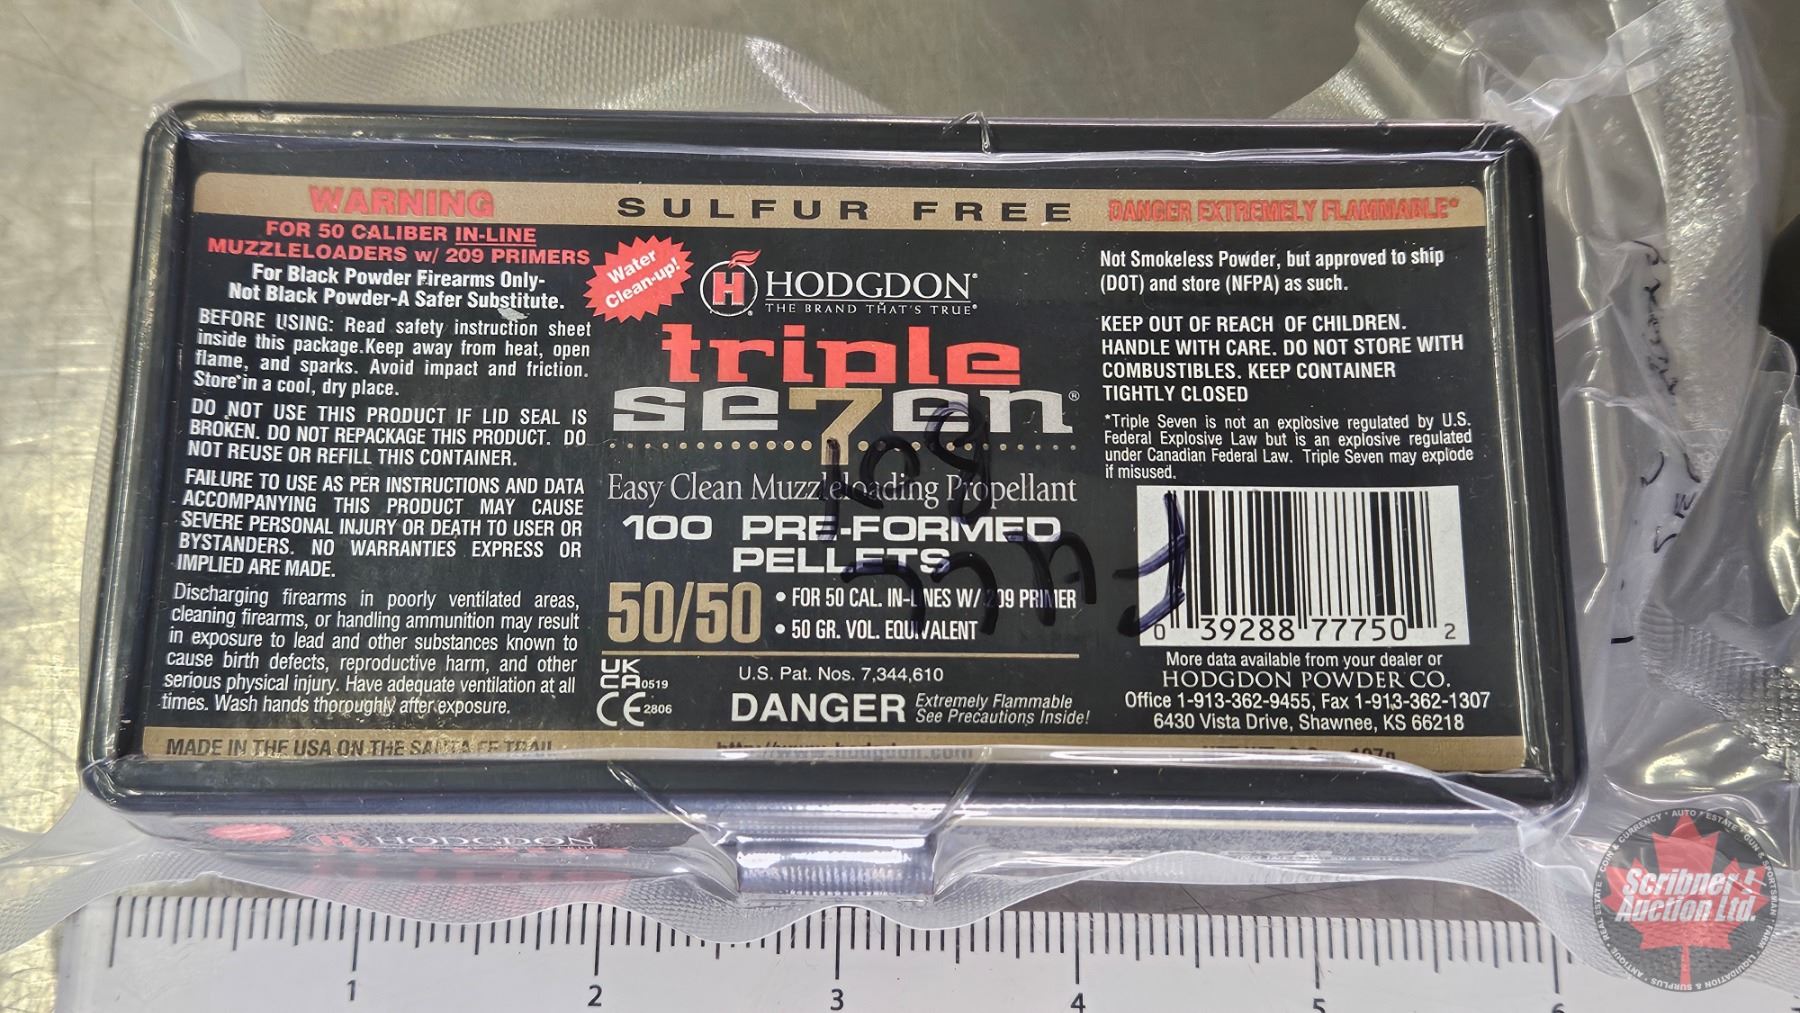 WARNING
FOR 50 CALIBER IN-LINE
MUZZLELOADERS w/ 209 PRIMERS
For Black Powder Firearms Only-
Not Black Powder-A Safer Substitute.
BEFORE USING: Read safety instruction sheet
inside this package.Keep away from heat, open
flame, and sparks. Avoid impact and friction.
Store in a cool, dry place.
DO NOT USE THIS PRODUCT IF LID SEAL IS
BROKEN. DO NOT REPACKAGE THIS PRODUCT. DO
NOT REUSE OR REFILL THIS CONTAINER.
FAILURE TO USE AS PER INSTRUCTIONS AND DATA
ACCOMPANYING THIS PRODUCT MAY CAUSE
SEVERE PERSONAL INJURY OR DEATH TO USER OR
BYSTANDERS. NO WARRANTIES EXPRESS OR
IMPLIED ARE MADE.
Discharging firearms in poorly ventilated areas,
cleaning firearms, or handling ammunition may result
in exposure to lead and other substances known to
cause birth defects, reproductive harm, and other
serious physical injury. Have adequate ventilation at all
times. Wash hands thoroughly after exposure.
MADE IN THE USA ON THE SANTA FE TRAIL
SULFUR FREE
Water
Clean-up!
H HODGDON®
THE BRAND THAT'S TRUE®
triple
se7en®
Easy Clean Muzzleloading Propellant
100 PRE-FORMED
PELLETS
50/50
• FOR 50 CAL. IN-LINES W/ 209 PRIMER
• 50 GR. VOL. EQUIVALENT
FULL
BOX
UK
CA 0519
CE 2806
U.S. Pat. Nos. 7,344,610
DANGER Extremely Flammable
See Precautions Inside!
http://www.hodgdon.com
DANGER EXTREMELY FLAMMABLE*
Not Smokeless Powder, but approved to ship
(DOT) and store (NFPA) as such.
KEEP OUT OF REACH OF CHILDREN.
HANDLE WITH CARE. DO NOT STORE WITH
COMBUSTIBLES. KEEP CONTAINER
TIGHTLY CLOSED
*Triple Seven is not an explosive regulated by U.S.
Federal Explosive Law but is an explosive regulated
under Canadian Federal Law. Triple Seven may explode
if misused.
0 39288 77750 2
More data available from your dealer or
HODGDON POWDER CO.
Office 1-913-362-9455, Fax 1-913-362-1307
6430 Vista Drive, Shawnee, KS 66218
H HODGDON
1 2 3 4 5 6
Scribner
Auction Ltd.